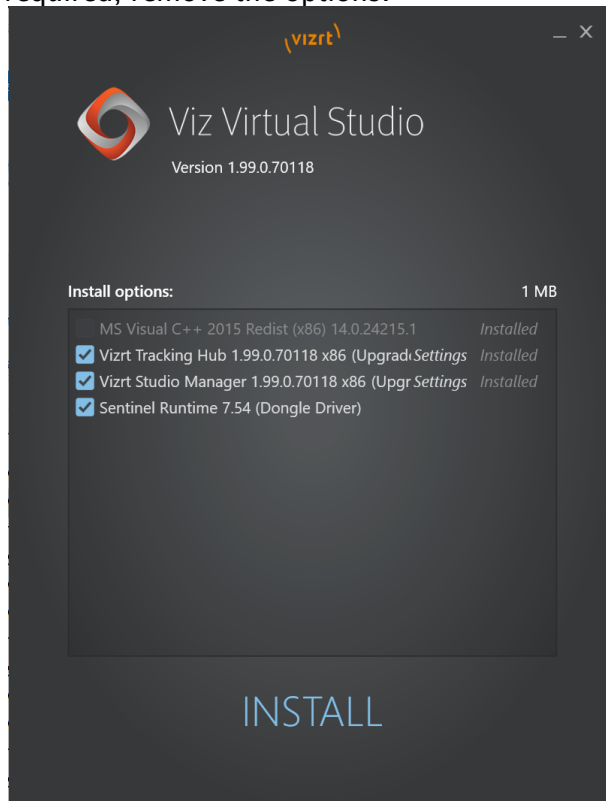 required, remove the options.
vizrt
Viz Virtual Studio
Version 1.99.0.70118
Install options: 1 MB
MS Visual C++ 2015 Redist (x86) 14.0.24215.1 Installed
Vizrt Tracking Hub 1.99.0.70118 x86 (Upgrad Settings Installed
Vizrt Studio Manager 1.99.0.70118 x86 (Upgr Settings Installed
Sentinel Runtime 7.54 (Dongle Driver)
INSTALL